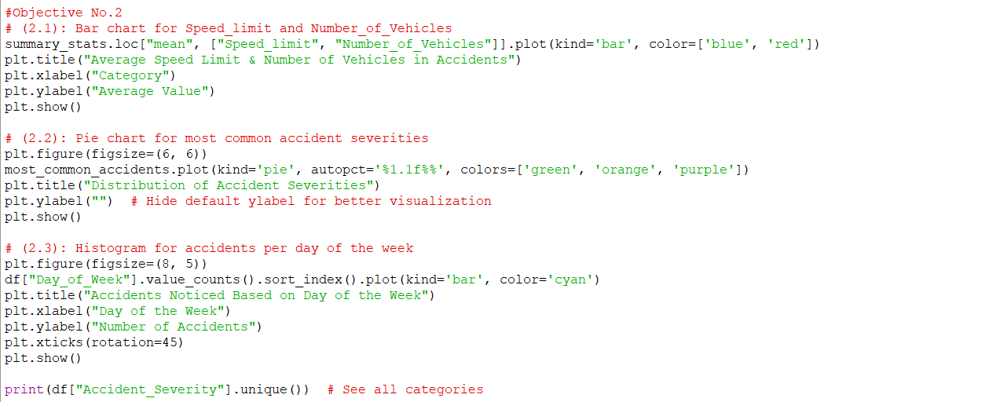 #Objective No.2
# (2.1): Bar chart for Speed_limit and Number_of_Vehicles
summary_stats.loc["mean", ["Speed_limit", "Number_of_Vehicles"]].plot(kind='bar', color=['blue', 'red'])
plt.title("Average Speed Limit & Number of Vehicles in Accidents")
plt.xlabel("Category")
plt.ylabel("Average Value")
plt.show()
# (2.2): Pie chart for most common accident severities
plt.figure(figsize=(6, 6))
most_common_accidents.plot(kind='pie', autopct='%1.1f%%', colors=['green', 'orange', 'purple'])
plt.title("Distribution of Accident Severities")
plt.ylabel("")  # Hide default ylabel for better visualization
plt.show()
# (2.3): Histogram for accidents per day of the week
plt.figure(figsize=(8, 5))
df["Day_of_Week"].value_counts().sort_index().plot(kind='bar', color='cyan')
plt.title("Accidents Noticed Based on Day of the Week")
plt.xlabel("Day of the Week")
plt.ylabel("Number of Accidents")
plt.xticks(rotation=45)
plt.show()
print(df["Accident_Severity"].unique())  # See all categories